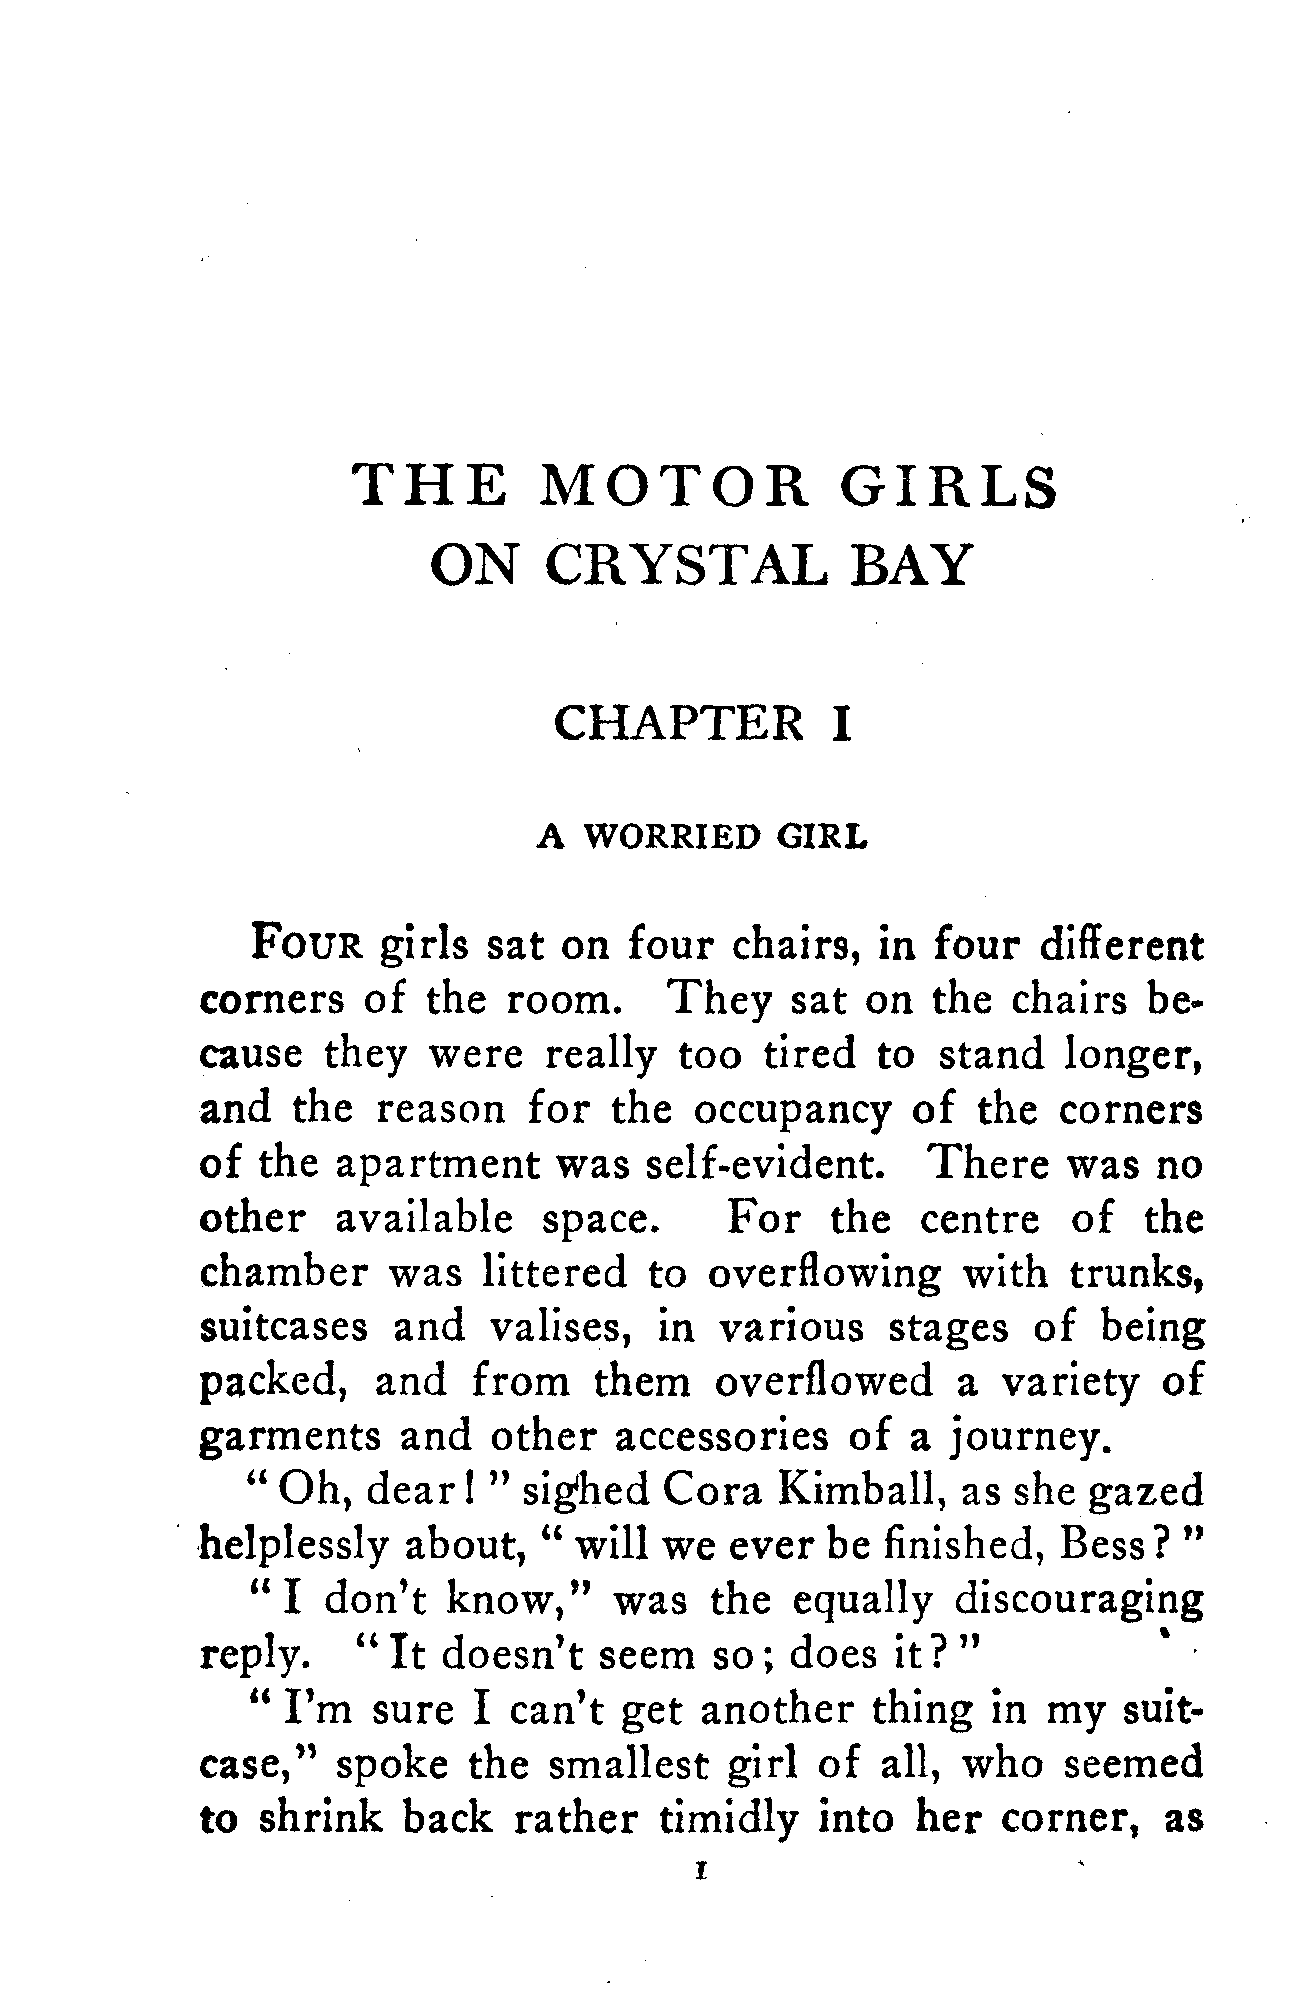 THE MOTOR GIRLS
ON CRYSTAL BAY
CHAPTER I
A WORRIED GIRL
FOUR girls sat on four chairs, in four different
corners of the room. They sat on the chairs be-
cause they were really too tired to stand longer,
and the reason for the occupancy of the corners
of the apartment was self-evident. There was no
other available space. For the centre of the
chamber was littered to overflowing with trunks,
suitcases and valises, in various stages of being
packed, and from them overflowed a variety of
garments and other accessories of a journey.
“ Oh, dear! ” sighed Cora Kimball, as she gazed
helplessly about, “ will we ever be finished, Bess? ”
“ I don't know,” was the equally discouraging
reply. “ It doesn't seem so; does it? ”
“ I'm sure I can't get another thing in my suit-
case,” spoke the smallest girl of all, who seemed
to shrink back rather timidly into her corner, as
1